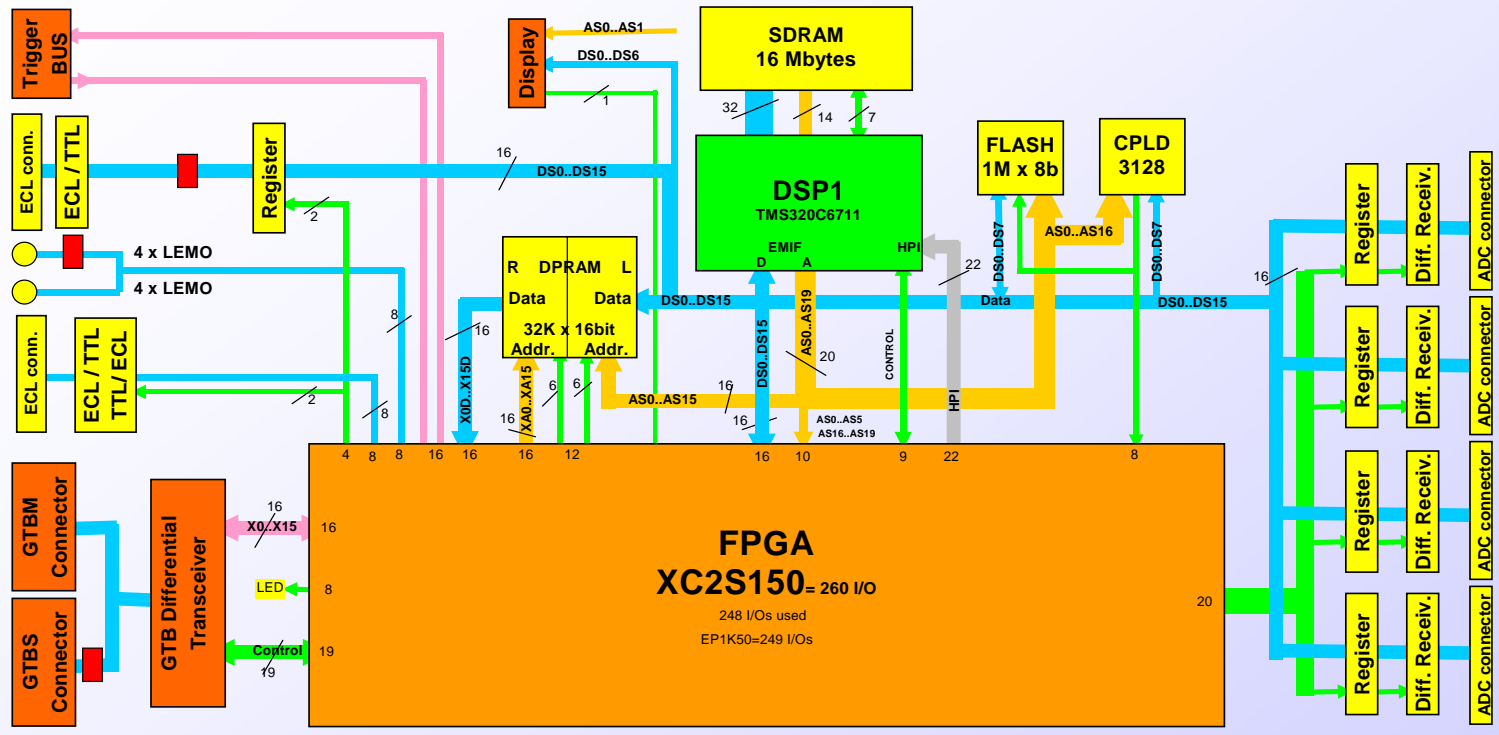 Trigger
BUS
Display
AS0..AS1
DS0..DS6
1
SDRAM
16 Mbytes
32
14
7
ECL conn.
ECL / TTL
Register
16
DS0..DS15
2
DSP1
TMS320C6711
EMIF
D
A
HPI
FLASH
1M x 8b
CPLD
3128
DS0..DS7
AS0..AS16
DS0..DS7
22
4 x LEMO
4 x LEMO
R DPRAM L
Data
Data
32K x 16bit
Addr.
Addr.
DS0..DS15
Data
DS0..DS15
16
16
8
ECL conn.
ECL / TTL
TTL/ ECL
2
8
X0D..X15D
XA0..XA15
16
6
6
AS0..AS15
16
DS0..DS15
16
AS0..AS19
20
AS0..AS5
AS16..AS19
CONTROL
HPI
Register
Diff. Receiv.
ADC connector
Register
Diff. Receiv.
ADC connector
Register
Diff. Receiv.
ADC connector
Register
Diff. Receiv.
ADC connector
4
8
8
16
16
16
12
16
10
9
22
8
GTBM
Connector
GTBS
Connector
GTB Differential
Transceiver
16
X0..X15
16
LED
8
Control
19
19
FPGA
XC2S150= 260 I/O
248 I/Os used
EP1K50=249 I/Os
20